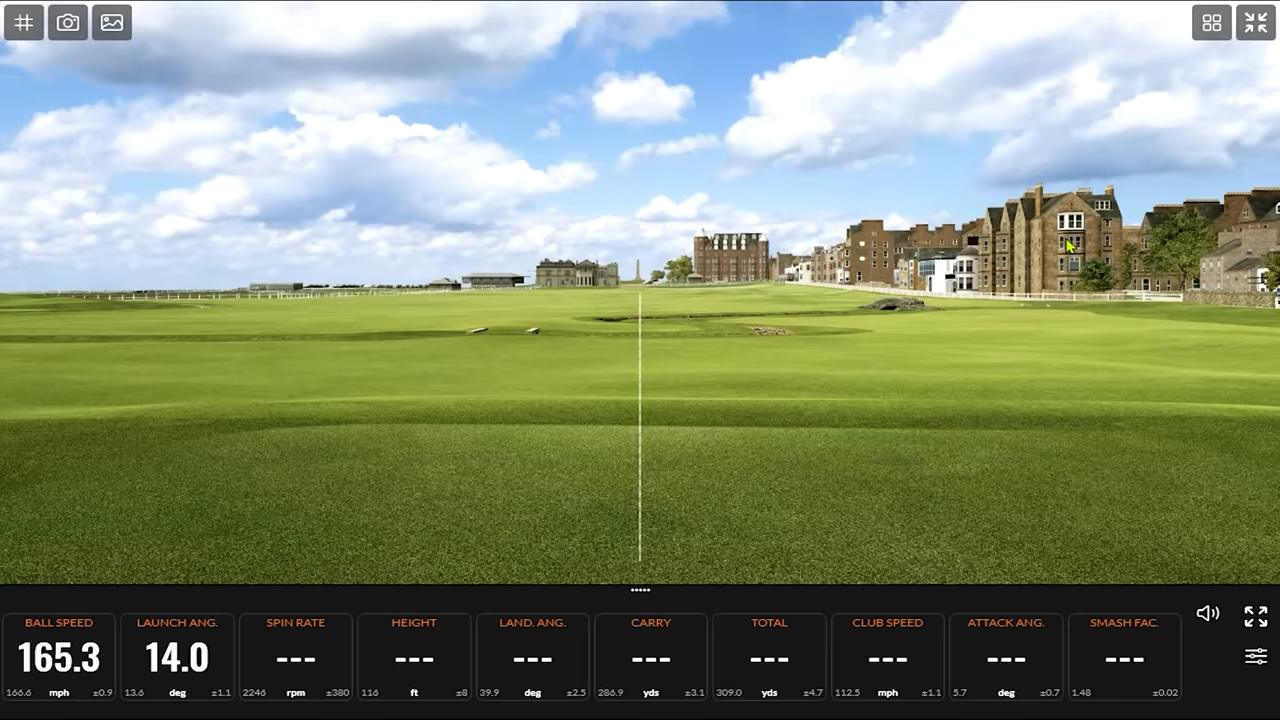 BALL SPEED LAUNCH ANG. SPIN RATE HEIGHT LAND. ANG. CARRY TOTAL CLUB SPEED ATTACK ANG. SMASH FAC.
165.3 14.0 --- --- --- --- --- --- --- ---
166.6 mph ±0.9 13.6 deg ±1.1 2246 rpm ±380 116 ft ±8 39.9 deg ±2.5 286.9 yds ±3.1 309.0 yds ±4.7 112.5 mph ±1.1 5.7 deg ±0.7 1.48 ±0.02